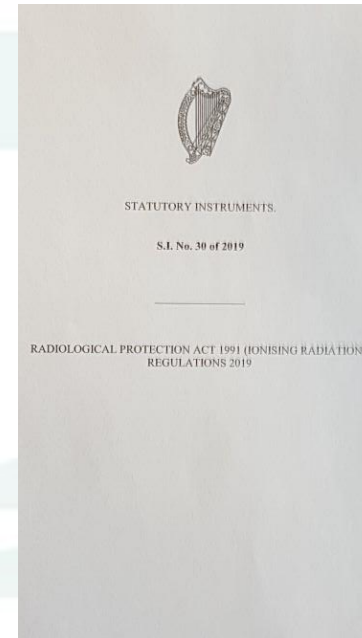 STATUTORY INSTRUMENTS.
S.I. No. 30 of 2019
RADIOLOGICAL PROTECTION ACT 1991 (IONISING RADIATION
REGULATIONS 2019